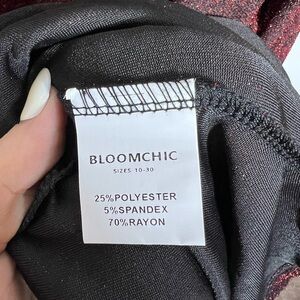 BLOOMCHIC
SIZES 10-30
25%POLYESTER
5%SPANDEX
70%RAYON